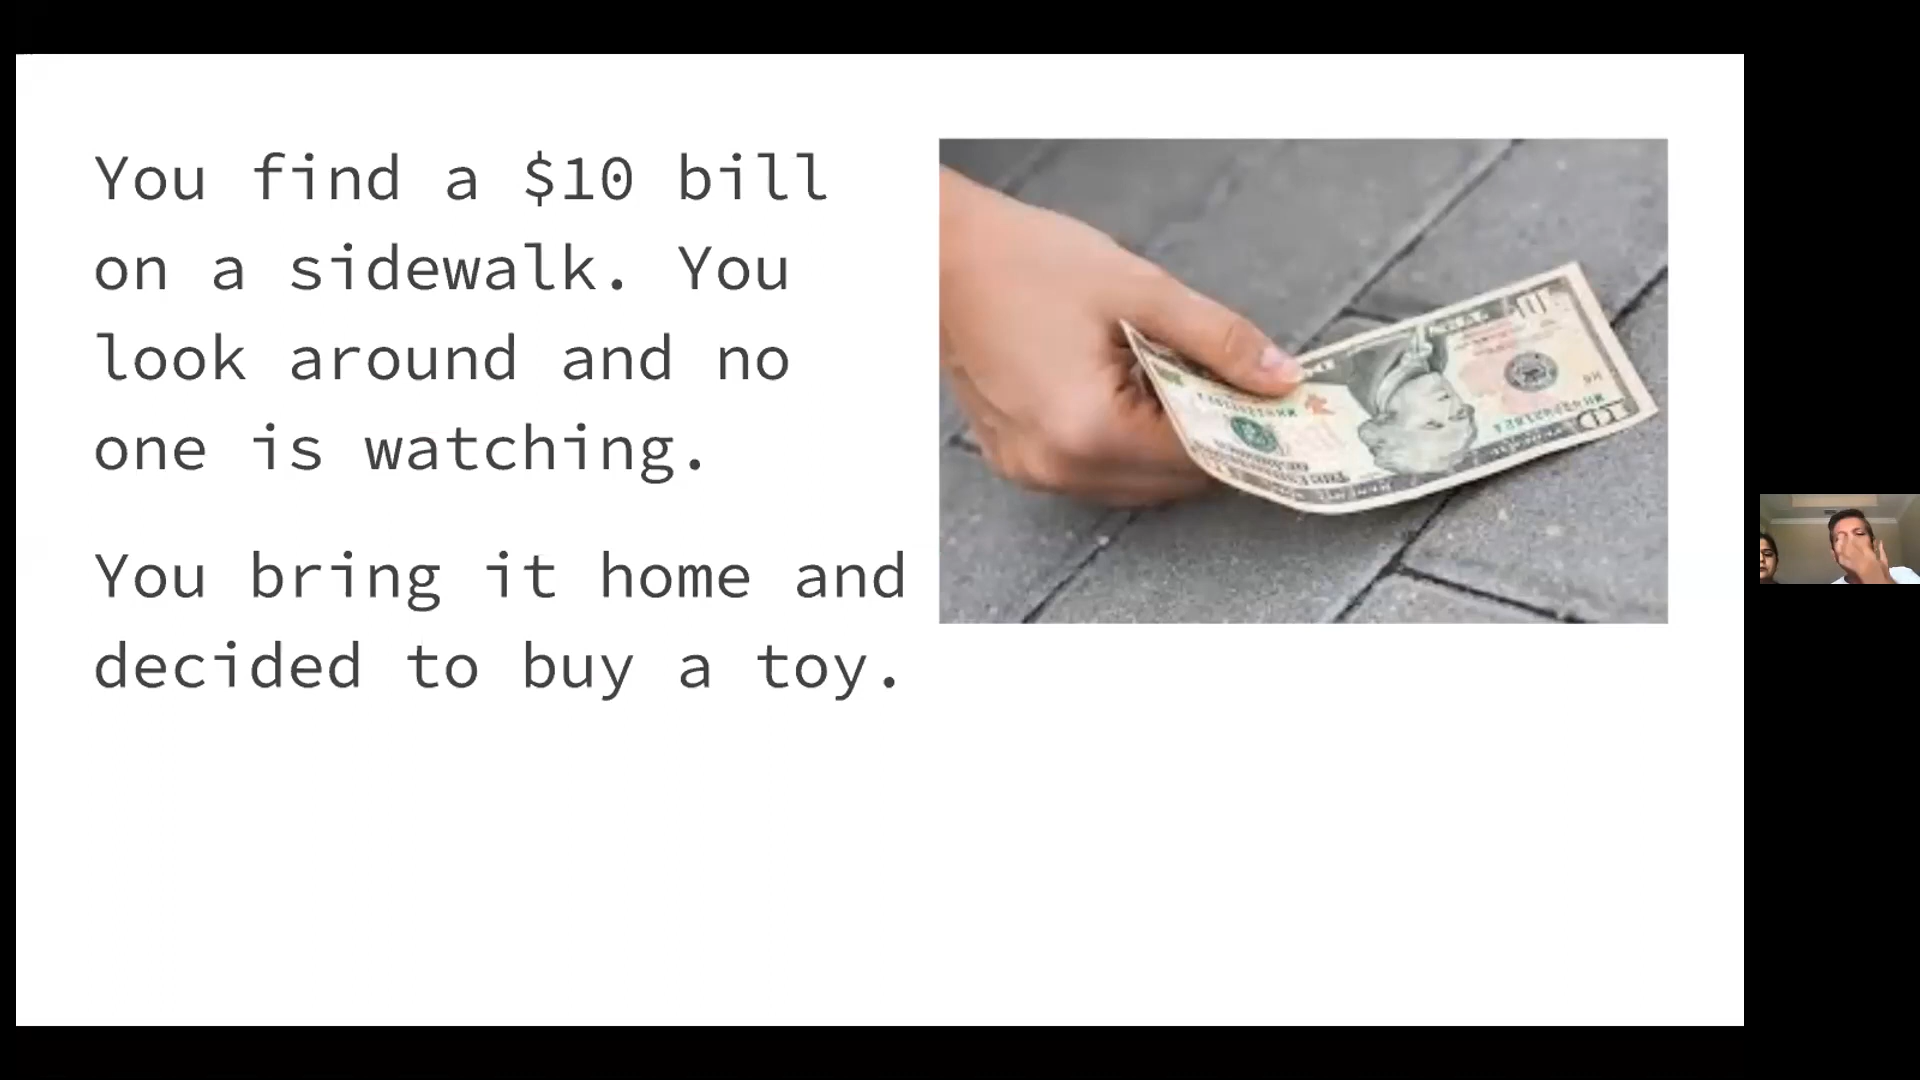 You find a $10 bill
on a sidewalk. You
look around and no
one is watching.
You bring it home and
decided to buy a toy.